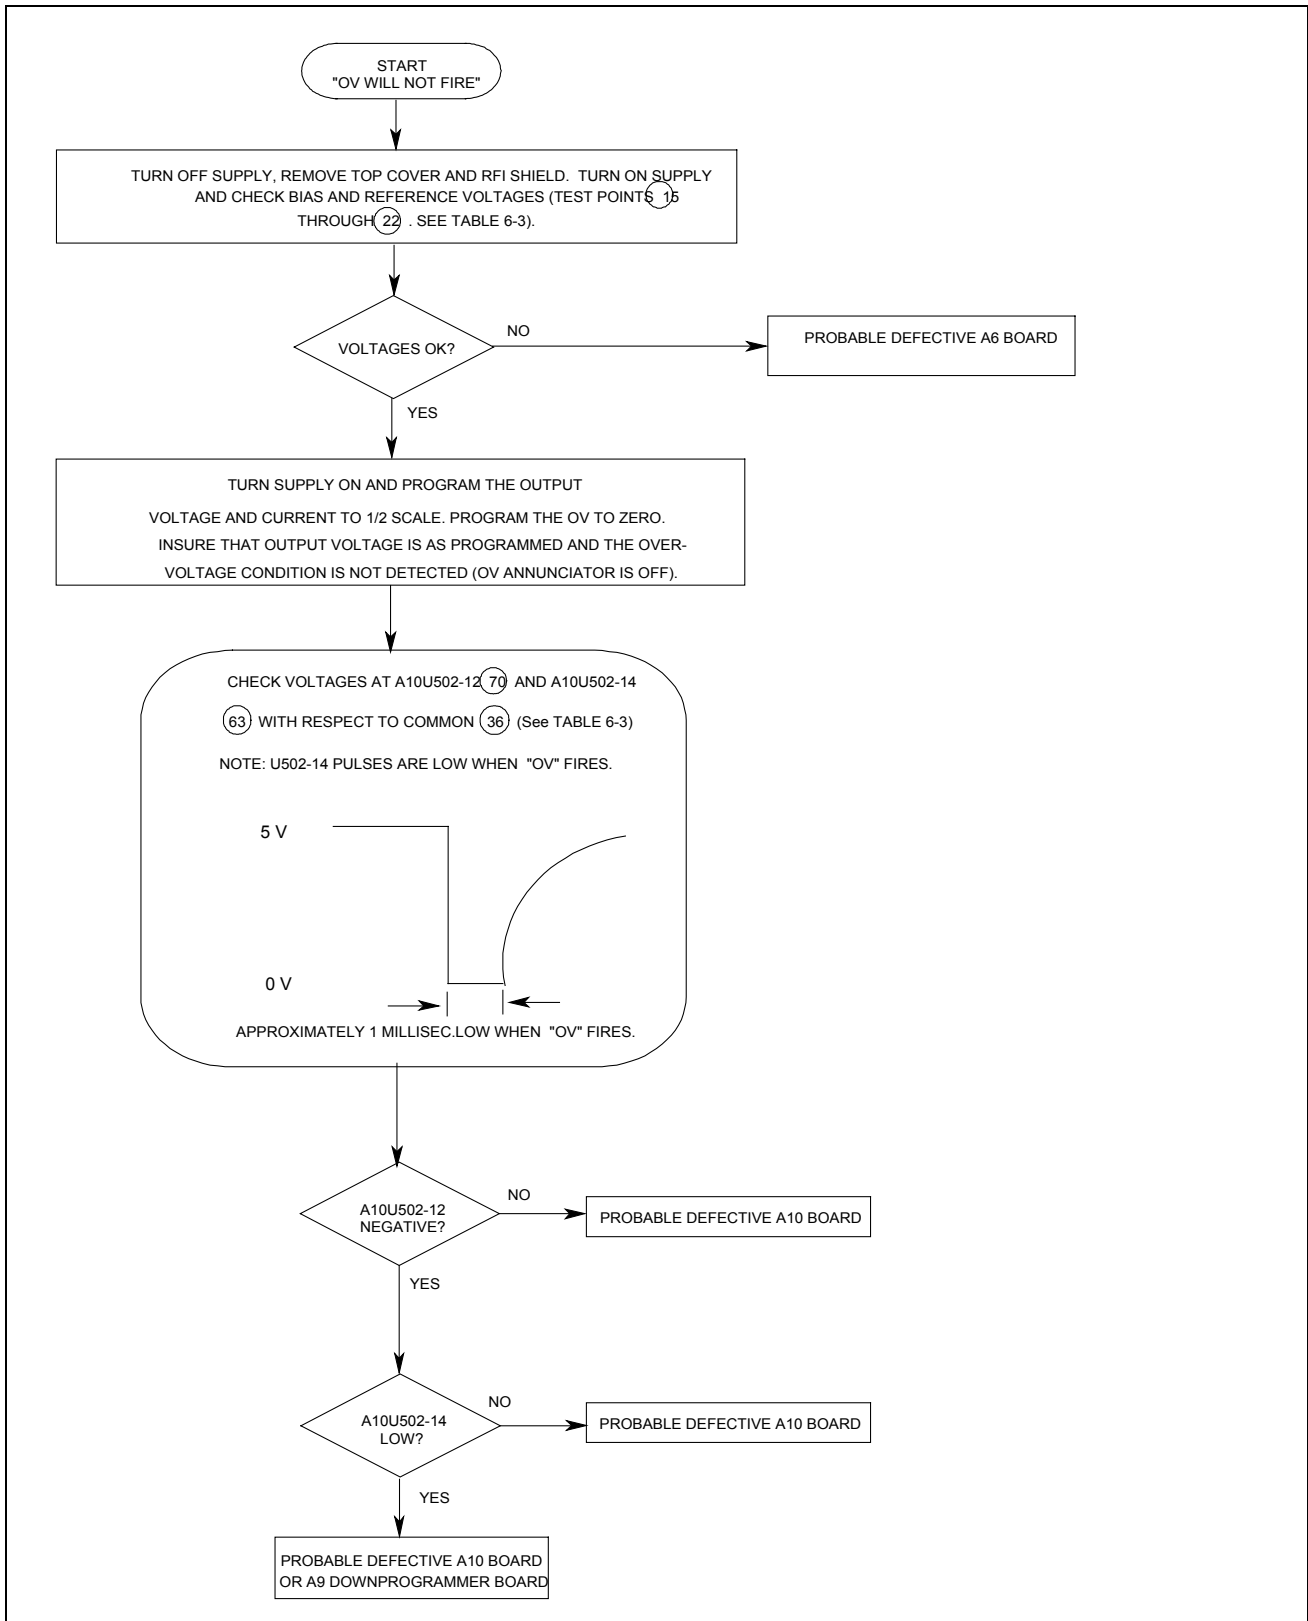 START
"OV WILL NOT FIRE"
TURN OFF SUPPLY, REMOVE TOP COVER AND RFI SHIELD. TURN ON SUPPLY
AND CHECK BIAS AND REFERENCE VOLTAGES (TEST POINTS 15
THROUGH 22 . SEE TABLE 6-3).
VOLTAGES OK?
NO
PROBABLE DEFECTIVE A6 BOARD
YES
TURN SUPPLY ON AND PROGRAM THE OUTPUT
VOLTAGE AND CURRENT TO 1/2 SCALE. PROGRAM THE OV TO ZERO.
INSURE THAT OUTPUT VOLTAGE IS AS PROGRAMMED AND THE OVER-
VOLTAGE CONDITION IS NOT DETECTED (OV ANNUNCIATOR IS OFF).
CHECK VOLTAGES AT A10U502-12 70 AND A10U502-14
63 WITH RESPECT TO COMMON 36 (See TABLE 6-3)
NOTE: U502-14 PULSES ARE LOW WHEN "OV" FIRES.
5 V
0 V
APPROXIMATELY 1 MILLISEC.LOW WHEN "OV" FIRES.
A10U502-12
NEGATIVE?
NO
PROBABLE DEFECTIVE A10 BOARD
YES
A10U502-14
LOW?
NO
PROBABLE DEFECTIVE A10 BOARD
YES
PROBABLE DEFECTIVE A10 BOARD
OR A9 DOWNPROGRAMMER BOARD